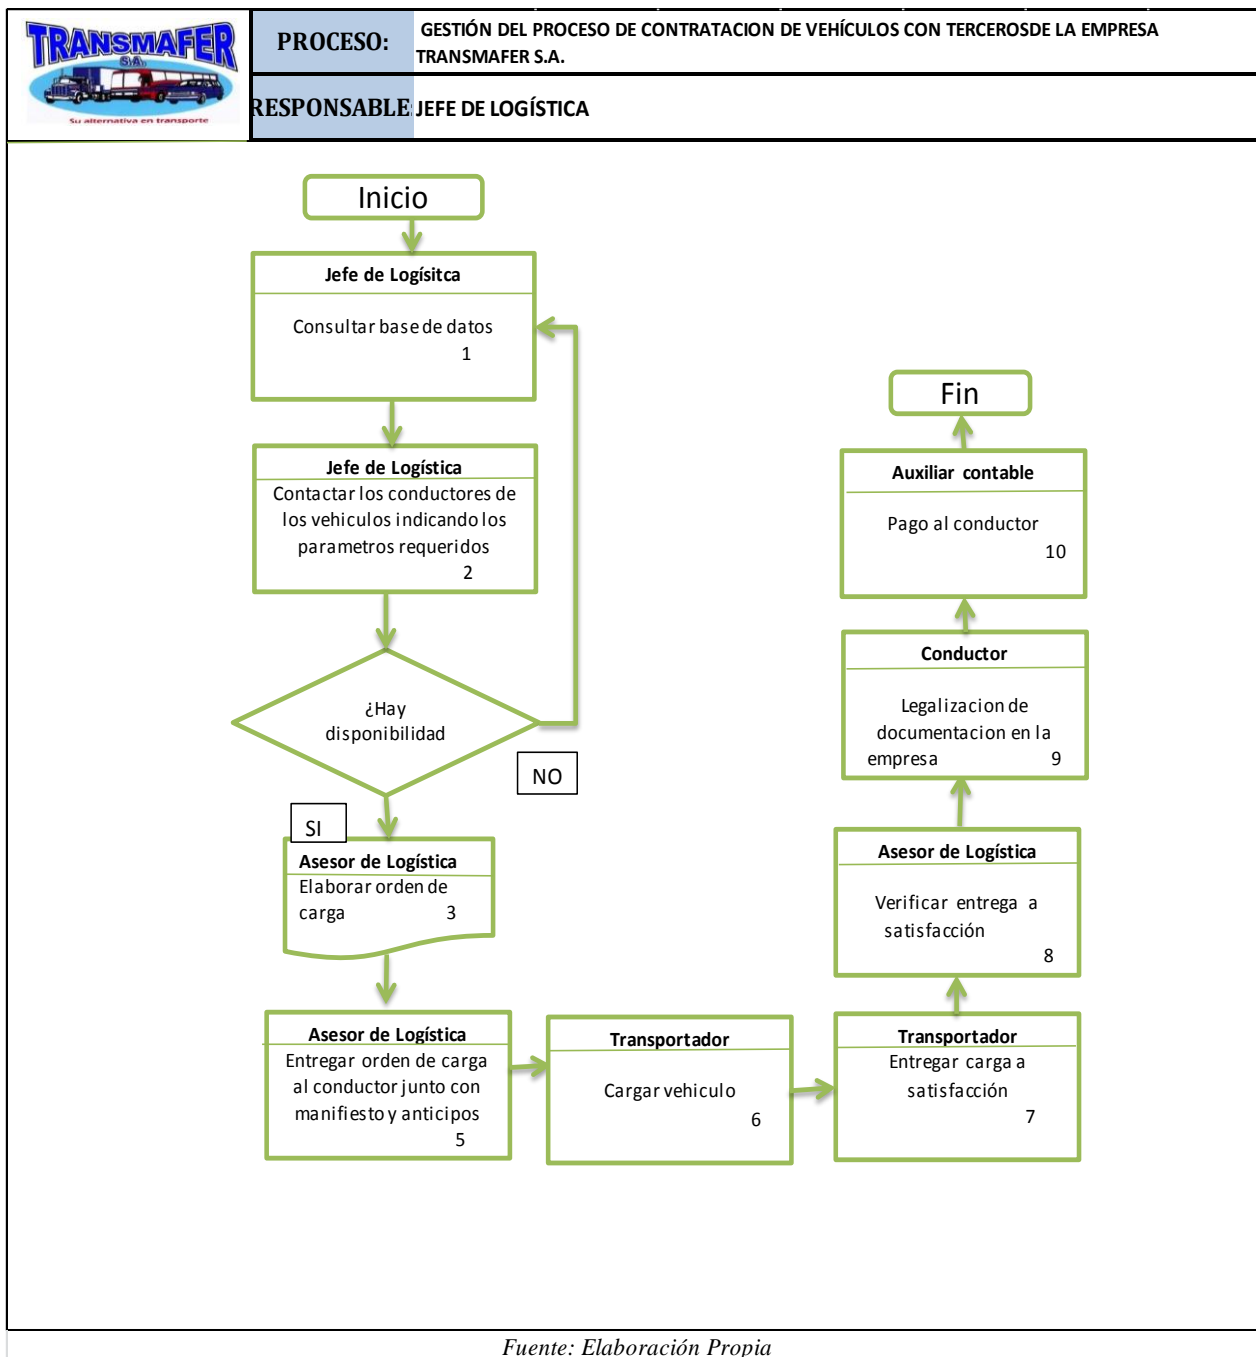 TRANSMAFER
S.A.
Su alternativa en transporte
PROCESO:
GESTIÓN DEL PROCESO DE CONTRATACION DE VEHÍCULOS CON TERCEROSDE LA EMPRESA
TRANSMAFER S.A.
RESPONSABLE:
JEFE DE LOGÍSTICA
Inicio
Jefe de Logísitca
Consultar base de datos
1
Jefe de Logística
Contactar los conductores de
los vehiculos indicando los
parametros requeridos
2
¿Hay
disponibilidad
NO
SI
Asesor de Logística
Elaborar orden de
carga 3
Asesor de Logística
Entregar orden de carga
al conductor junto con
manifiesto y anticipos
5
Transportador
Cargar vehiculo
6
Transportador
Entregar carga a
satisfacción
7
Asesor de Logística
Verificar entrega a
satisfacción
8
Conductor
Legalizacion de
documentacion en la
empresa 9
Auxiliar contable
Pago al conductor
10
Fin
Fuente: Elaboración Propia